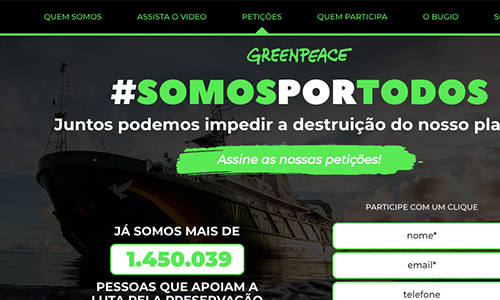 QUEM SOMOS ASSISTA O VIDEO PETIÇÕES QUEM PARTICIPA O BUGIO
GREENPEACE
#SOMOSPORTODOS
Juntos podemos impedir a destruição do nosso pla
Assine as nossas petições!
PARTICIPE COM UM CLIQUE
JÁ SOMOS MAIS DE
1.450.039
PESSOAS QUE APOIAM A
LUTA PELA PRESERVAÇÃO
nome*
email*
telefone